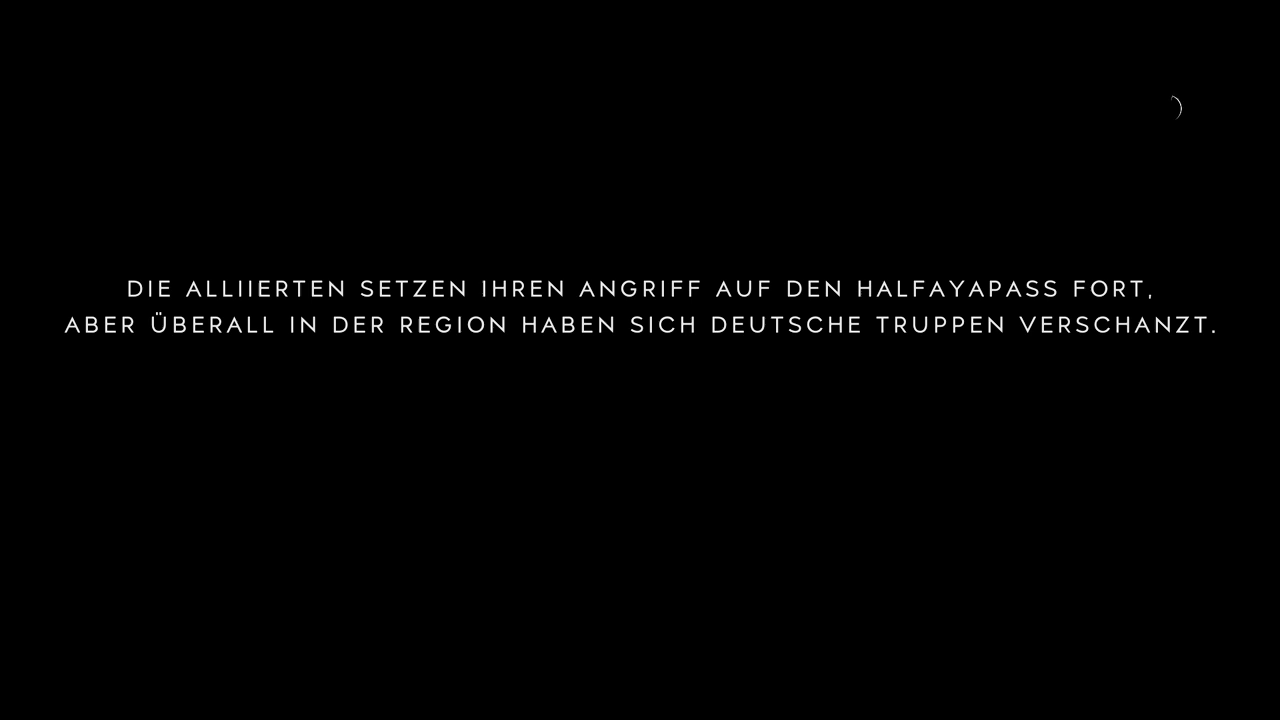 DIE ALLIIERTEN SETZEN IHREN ANGRIFF AUF DEN HALFAYAPASS FORT,
ABER ÜBERALL IN DER REGION HABEN SICH DEUTSCHE TRUPPEN VERSCHANZT.